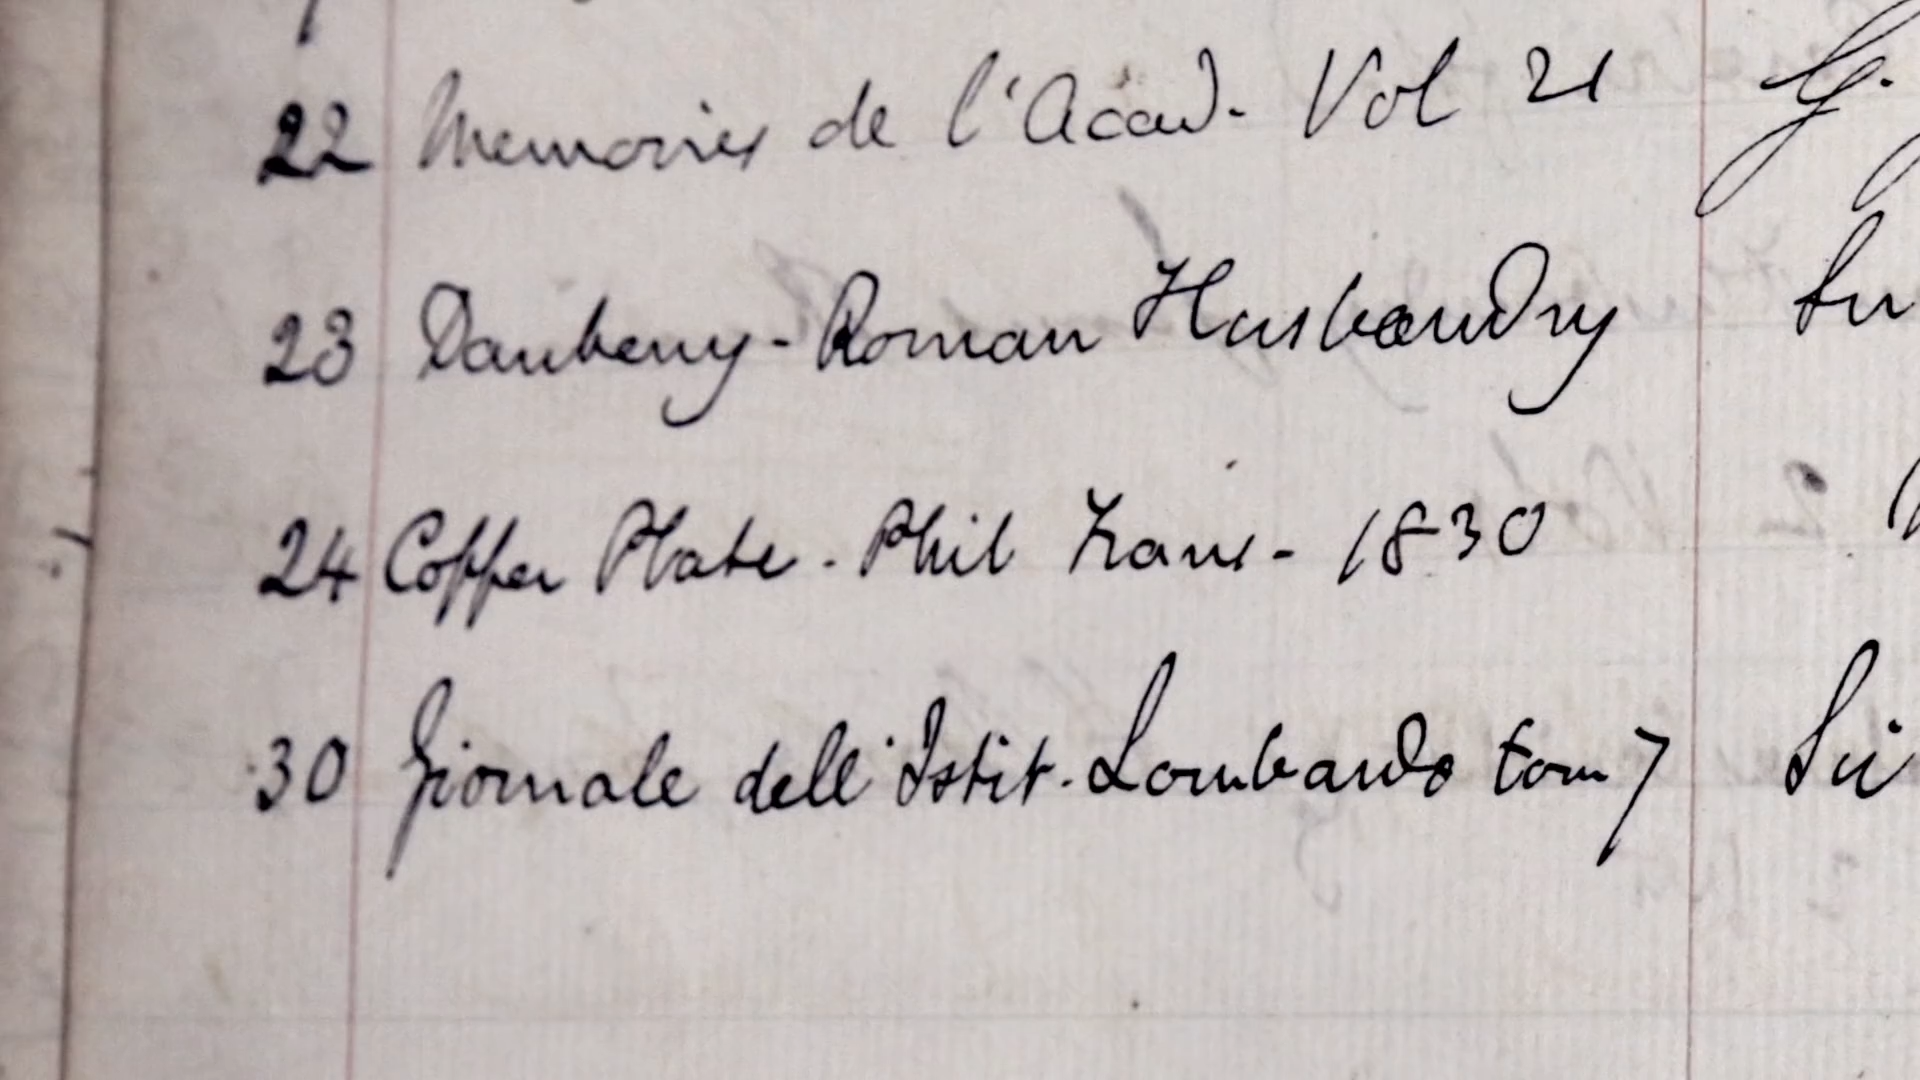 22 Memoires de l'Acad. Vol 21
23 Daubeny - Roman Husbandry
24 Copper Plate - Phil Trans - 1830
30 Giornale dell' Istit. Lombardo tom 7